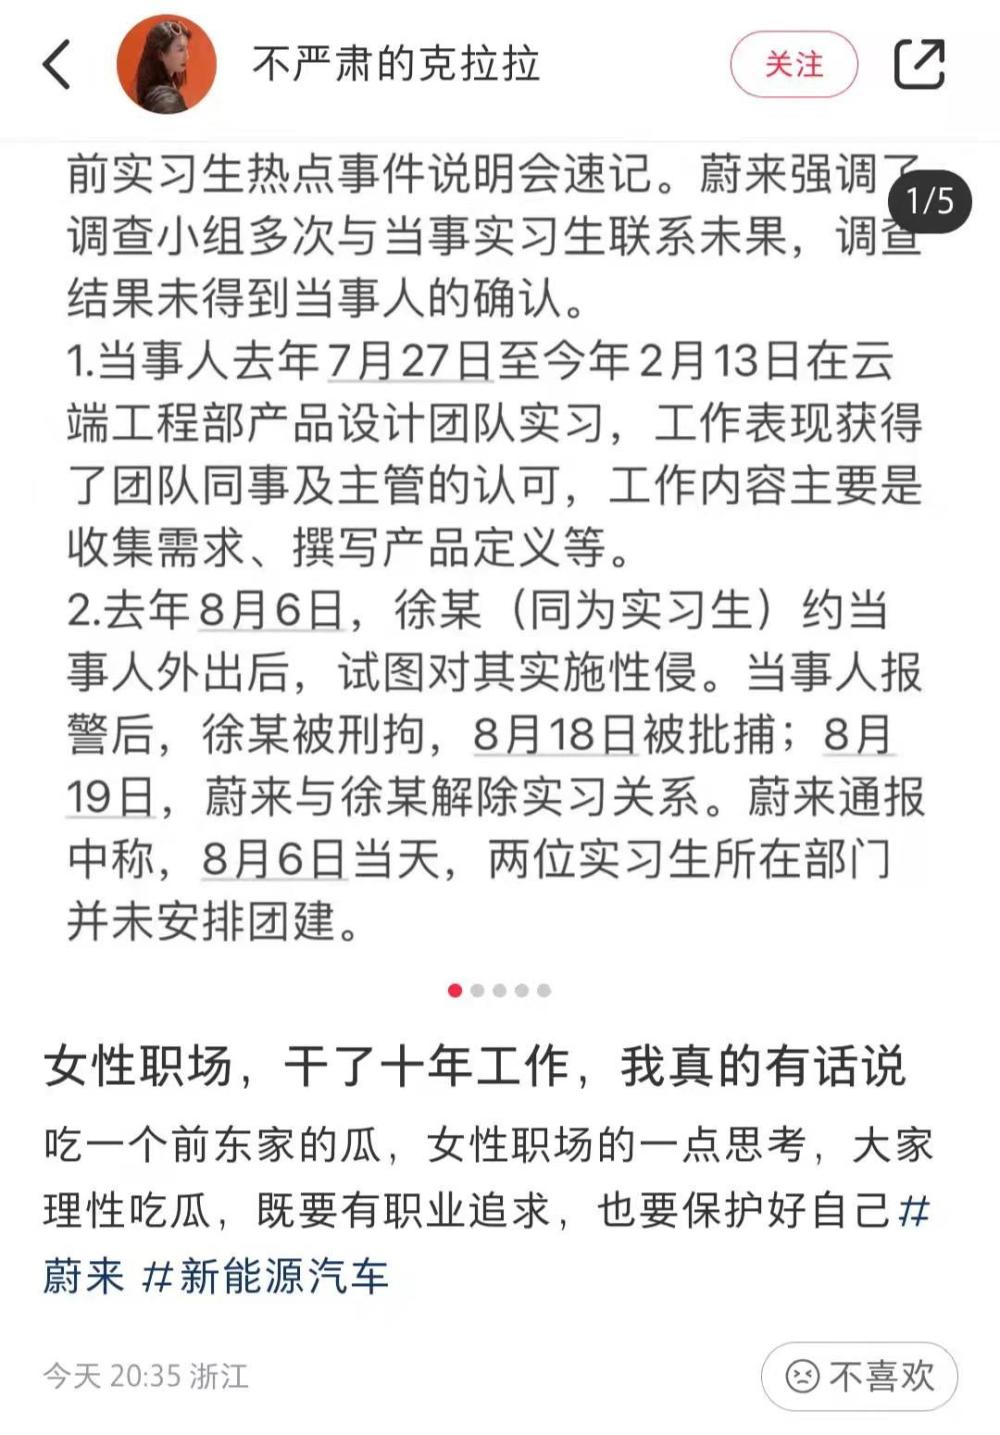 不严肃的克拉拉
关注
前实习生热点事件说明会速记。蔚来强调了
1/5
调查小组多次与当事实习生联系未果，调查
结果未得到当事人的确认。
1.当事人去年7月27日至今年2月13日在云
端工程部产品设计团队实习，工作表现获得
了团队同事及主管的认可，工作内容主要是
收集需求、撰写产品定义等。
2.去年8月6日，徐某（同为实习生）约当
事人外出后，试图对其实施性侵。当事人报
警后，徐某被刑拘，8月18日被批捕；8月
19日，蔚来与徐某解除实习关系。蔚来通报
中称，8月6日当天，两位实习生所在部门
并未安排团建。
女性职场，干了十年工作，我真的有话说
吃一个前东家的瓜，女性职场的一点思考，大家
理性吃瓜，既要有职业追求，也要保护好自己#
蔚来 #新能源汽车
今天 20:35 浙江
不喜欢